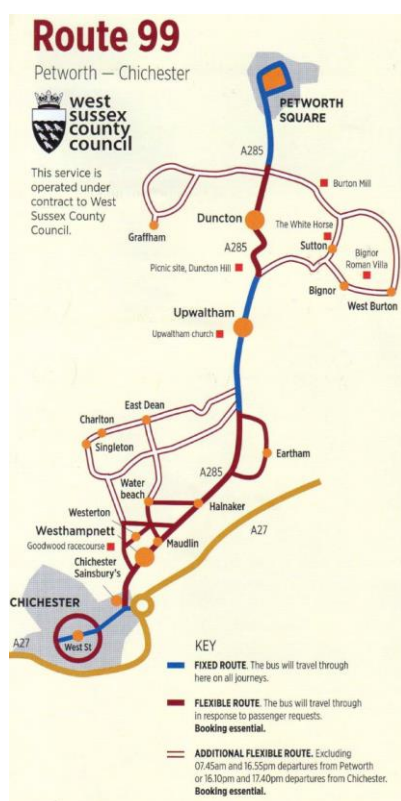 Route 99
Petworth — Chichester
west
sussex
county
council
This service is
operated under
contract to West
Sussex County
Council.
PETWORTH
SQUARE
A285
Burton Mill
Duncton
The White Horse
Graffham
A285
Sutton
Bignor
Roman Villa
Picnic site, Duncton Hill
Bignor
West Burton
Upwaltham
Upwaltham church
East Dean
Charlton
Singleton
Eartham
A285
Water
beach
Halnaker
Westerton
A27
Westhampnett
Maudlin
Goodwood racecourse
Chichester
Sainsbury's
CHICHESTER
A27
West St
KEY
FIXED ROUTE. The bus will travel through
here on all journeys.
FLEXIBLE ROUTE. The bus will travel through
in response to passenger requests.
Booking essential.
ADDITIONAL FLEXIBLE ROUTE. Excluding
07.45am and 16.55pm departures from Petworth
or 16.10pm and 17.40pm departures from Chichester.
Booking essential.